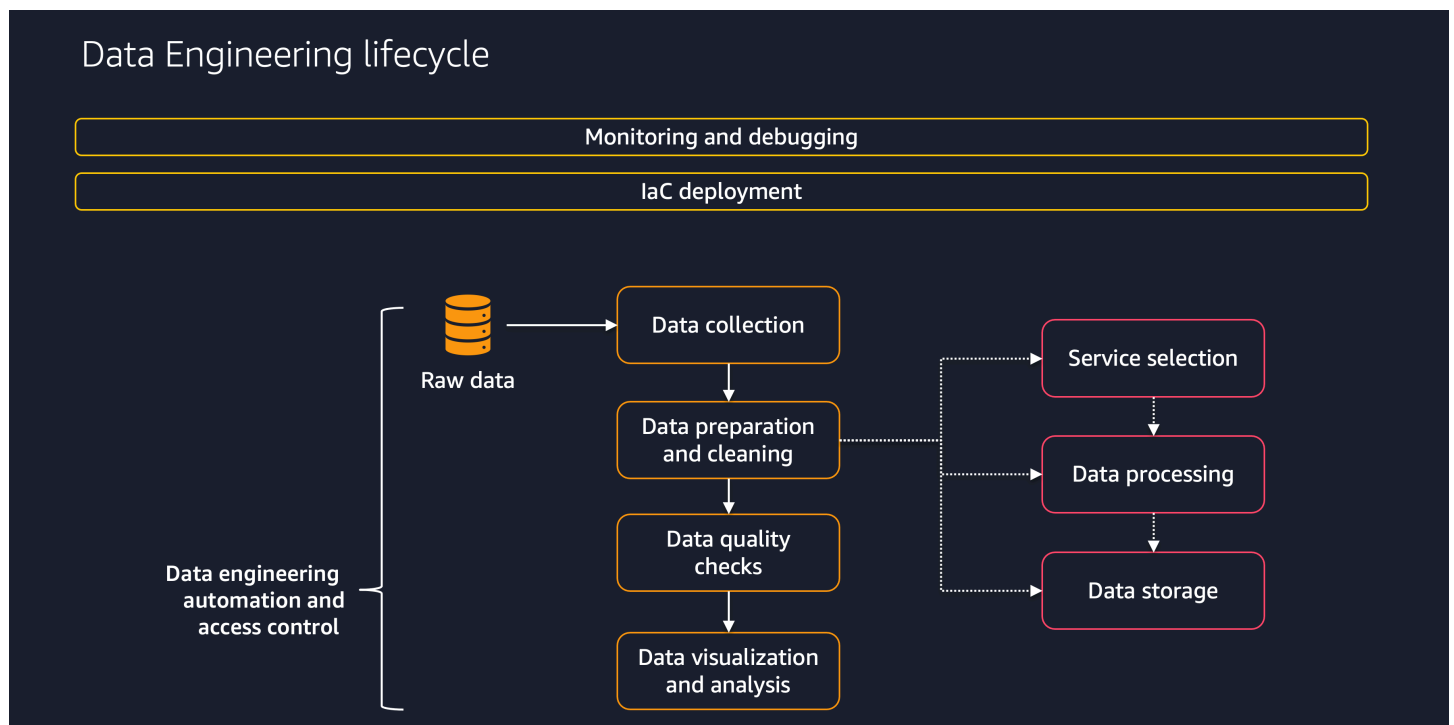 Data Engineering lifecycle
Monitoring and debugging
IaC deployment
Raw data
Data collection
Data preparation
and cleaning
Data quality
checks
Data visualization
and analysis
Service selection
Data processing
Data storage
Data engineering
automation and
access control